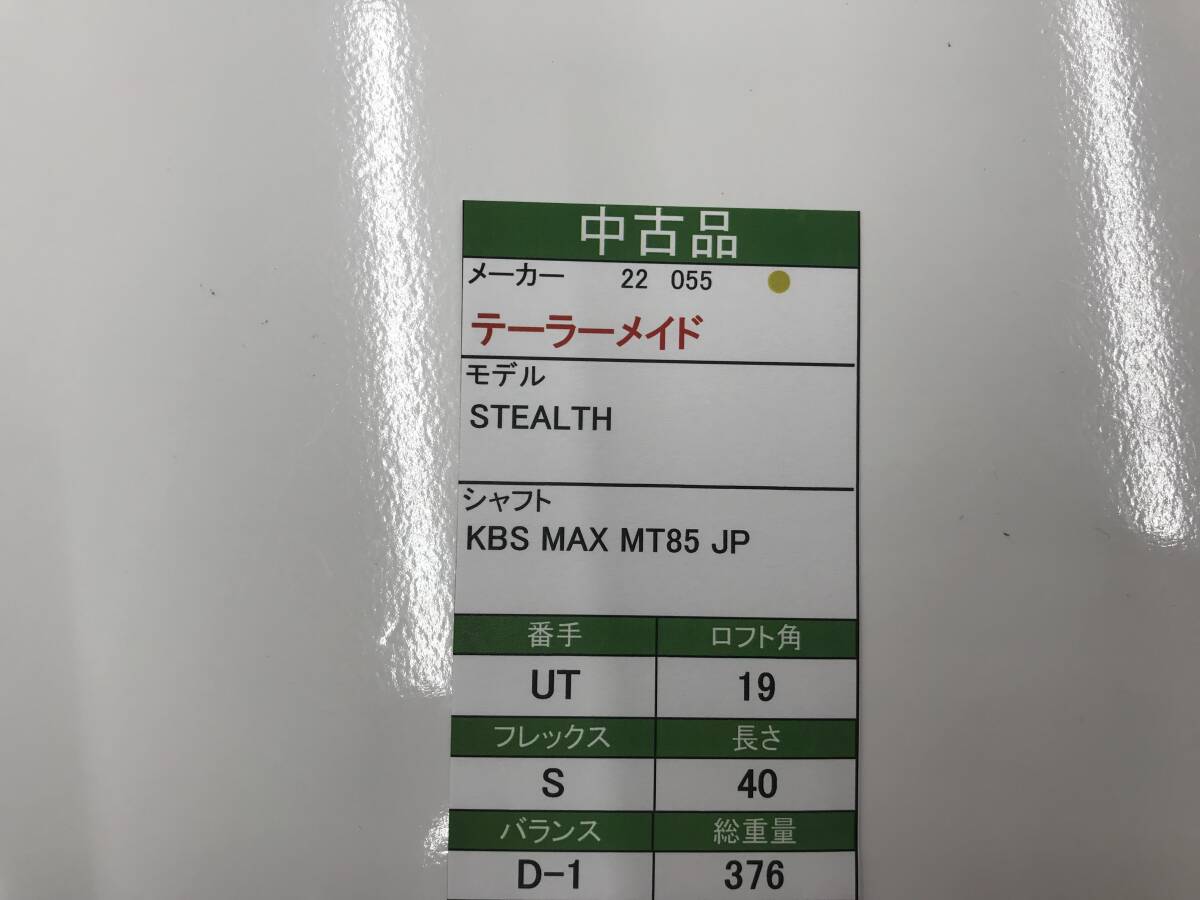 中古品
メーカー 22 055
テーラーメイド
モデル
STEALTH
シャフト
KBS MAX MT85 JP
番手 ロフト角
UT 19
フレックス 長さ
S 40
バランス 総重量
D-1 376